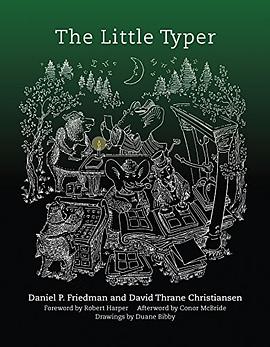 The Little Typer
Daniel P. Friedman and David Thrane Christiansen
Foreword by Robert Harper Afterword by Conor McBride
Drawings by Duane Bibby